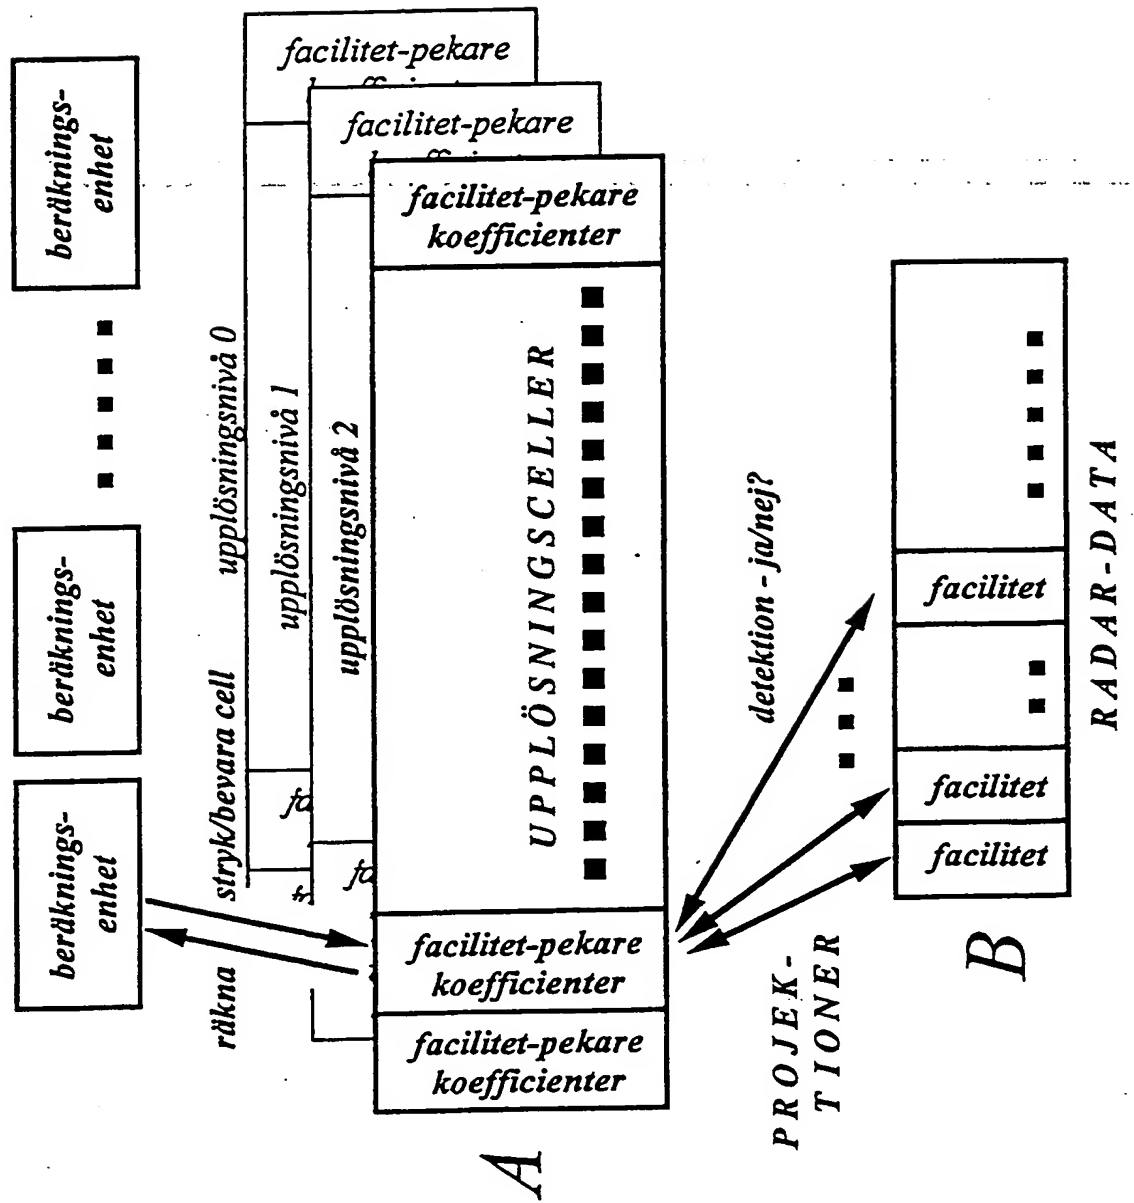 beräknings-
enhet
beräknings-
enhet
beräknings-
enhet
räkna
stryk/bevara cell
upplösningsnivå 0
upplösningsnivå 1
upplösningsnivå 2
facilitet-pekare
facilitet-pekare
facilitet-pekare
koefficienter
UPPLÖSNINGSCELLER
facilitet-pekare
koefficienter
facilitet-pekare
koefficienter
A
detektion - ja/nej?
PROJEK-
TIONER
facilitet
facilitet
facilitet
B
RADAR-DATA